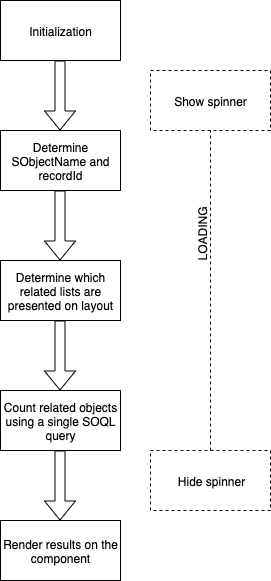 Initialization
Show spinner
Determine
SObjectName and
recordId
LOADING
Determine which
related lists are
presented on layout
Count related objects
using a single SOQL
query
Hide spinner
Render results on the
component